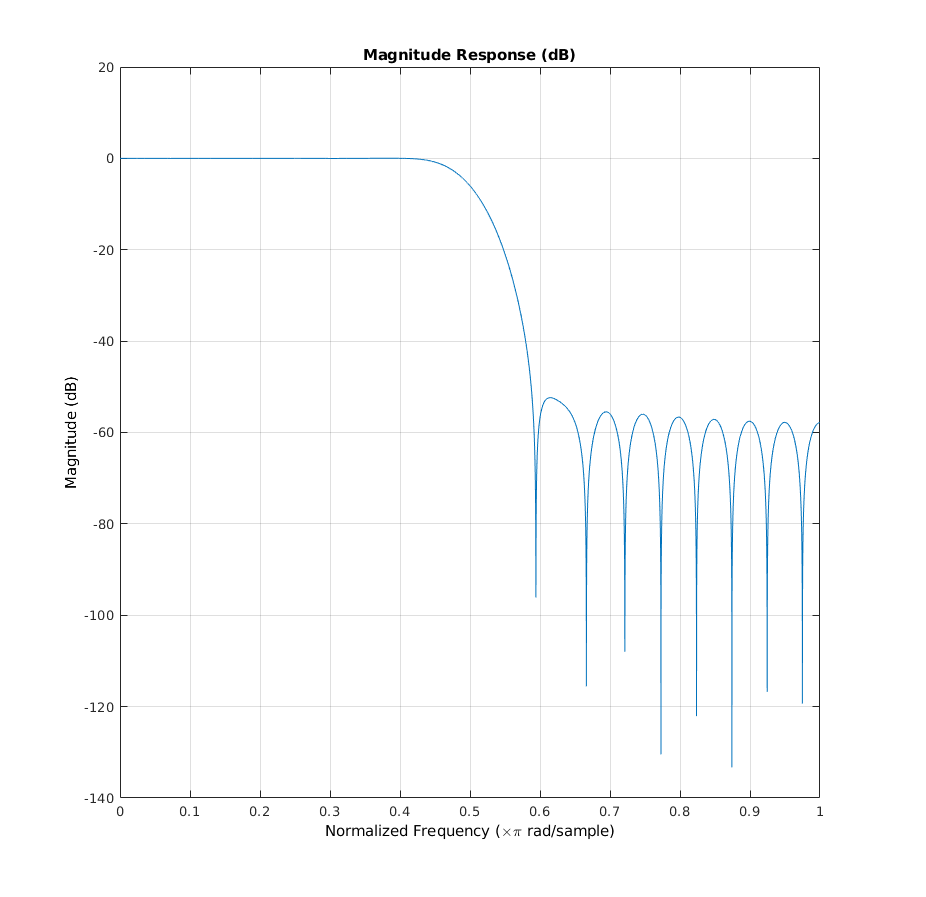 Magnitude Response (dB)
20
0
-20
-40
-60
-80
-100
-120
-140
Magnitude (dB)
0 0.1 0.2 0.3 0.4 0.5 0.6 0.7 0.8 0.9 1
Normalized Frequency (×π rad/sample)